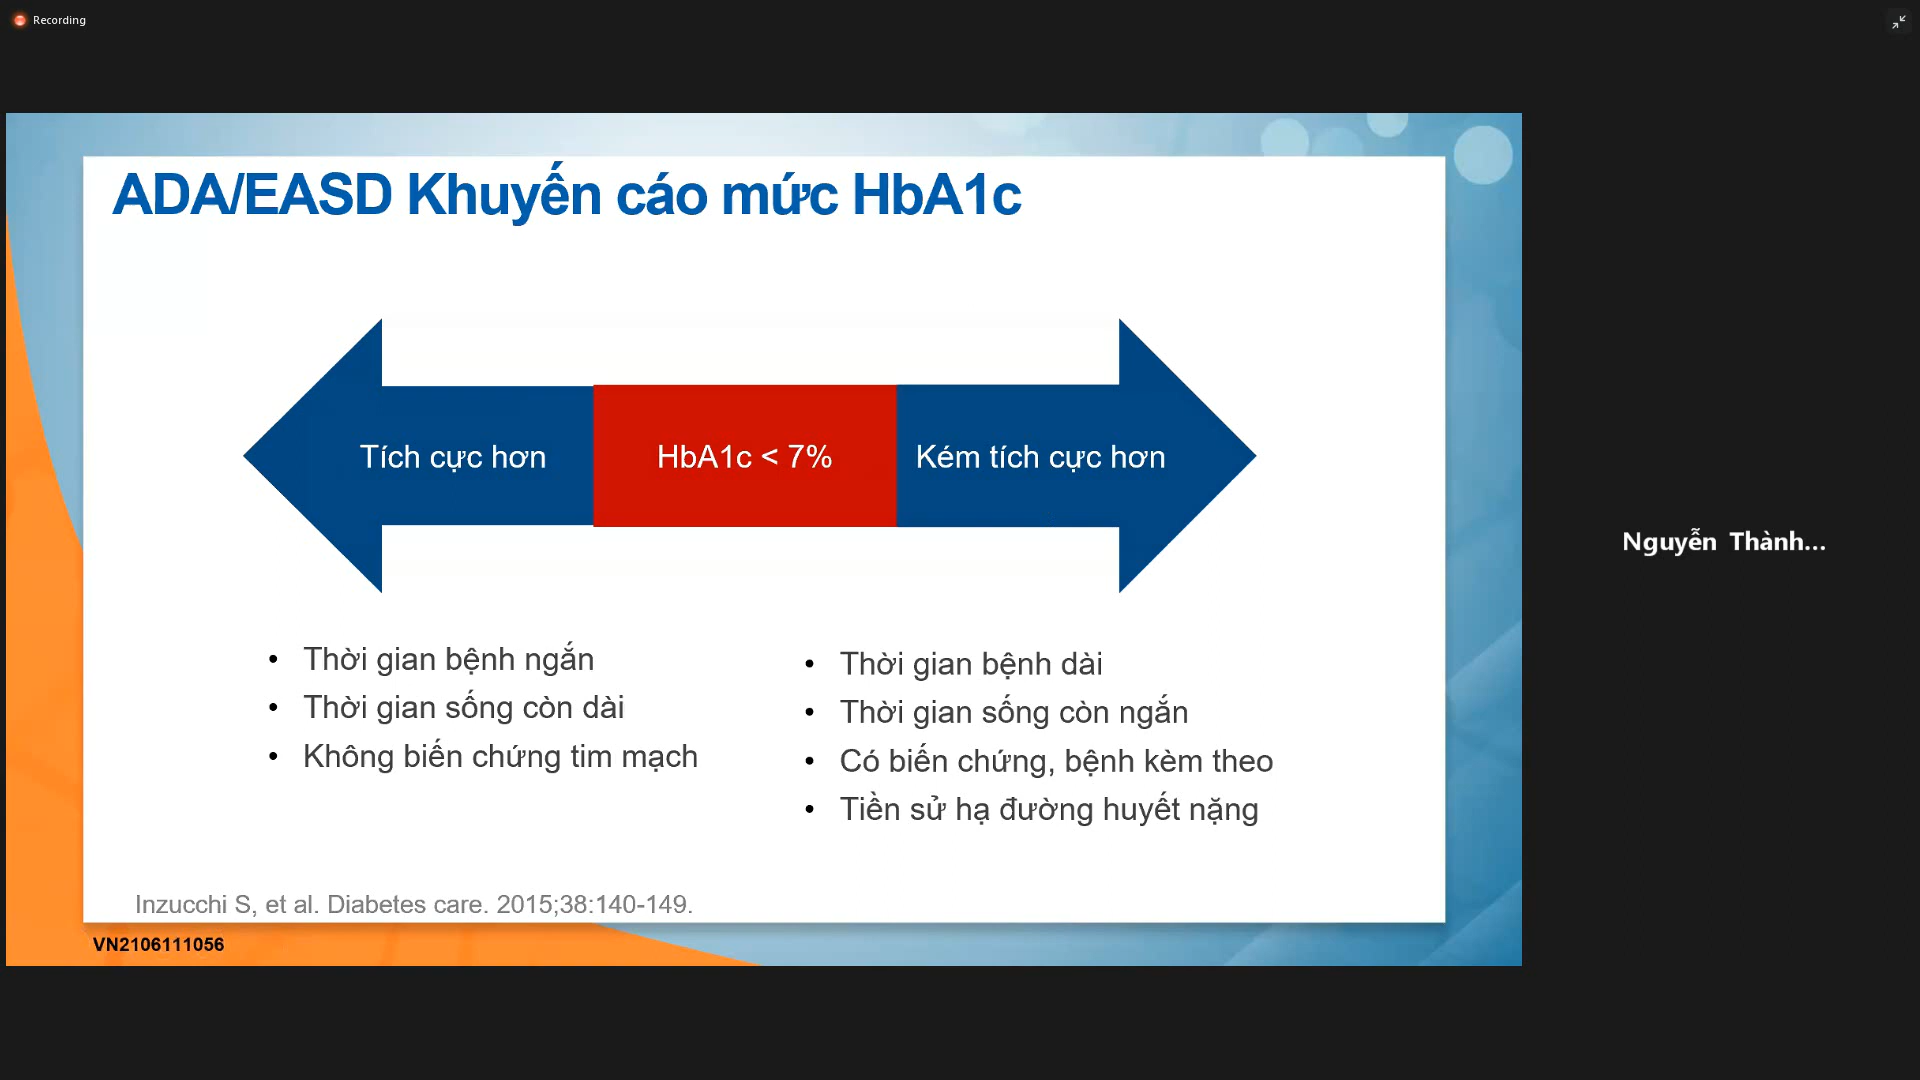 Recording
ADA/EASD Khuyến cáo mức HbA1c
Tích cực hơn
HbA1c < 7%
Kém tích cực hơn
• Thời gian bệnh ngắn
• Thời gian sống còn dài
• Không biến chứng tim mạch
• Thời gian bệnh dài
• Thời gian sống còn ngắn
• Có biến chứng, bệnh kèm theo
• Tiền sử hạ đường huyết nặng
Inzucchi S, et al. Diabetes care. 2015;38:140-149.
VN2106111056
Nguyễn Thành...